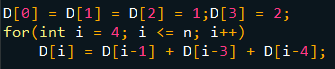 D[0] = D[1] = D[2] = 1;D[3] = 2;
for(int i = 4; i <= n; i++)
    D[i] = D[i-1] + D[i-3] + D[i-4];